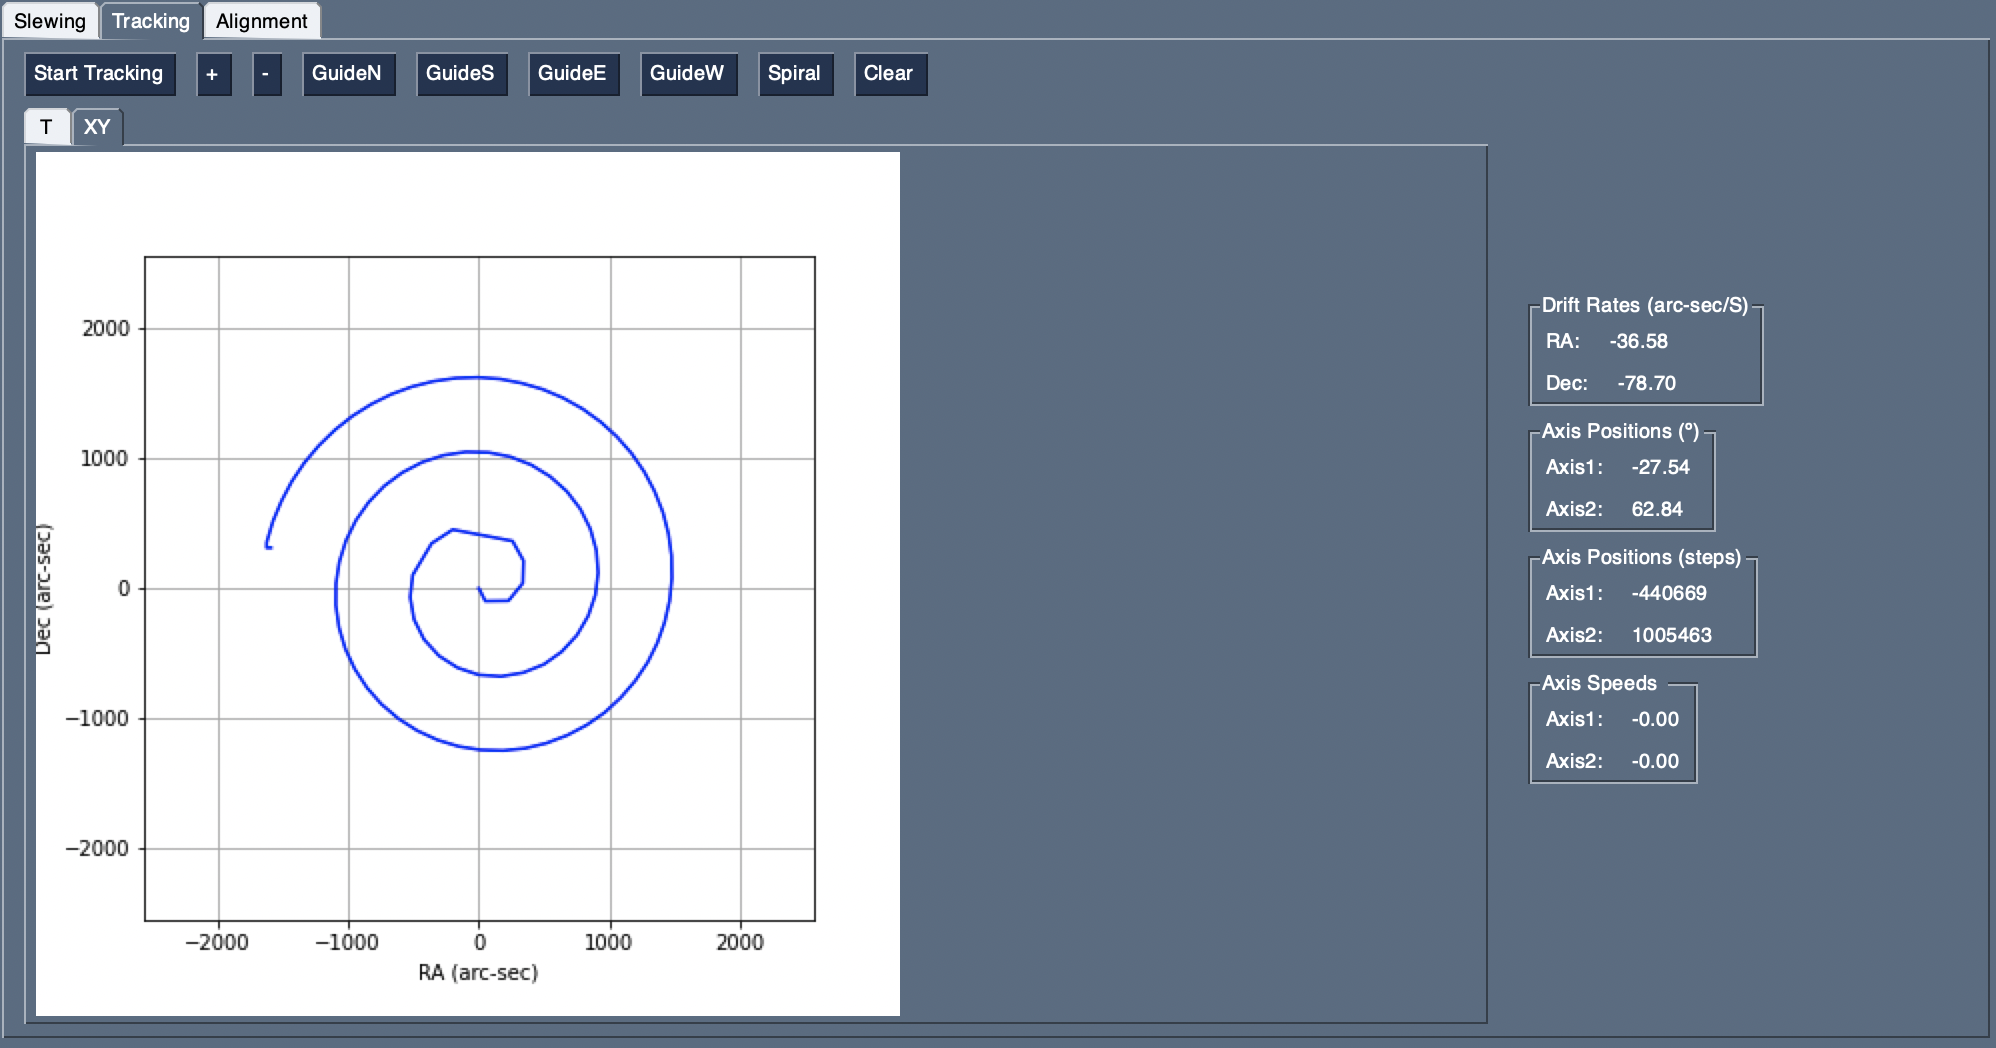 Slewing Tracking Alignment
Start Tracking + - GuideN GuideS GuideE GuideW Spiral Clear
T XY
2000
1000
0
−1000
−2000
Dec (arc-sec)
−2000 −1000 0 1000 2000
RA (arc-sec)
Drift Rates (arc-sec/S)
RA: -36.58
Dec: -78.70
Axis Positions (°)
Axis1: -27.54
Axis2: 62.84
Axis Positions (steps)
Axis1: -440669
Axis2: 1005463
Axis Speeds
Axis1: -0.00
Axis2: -0.00